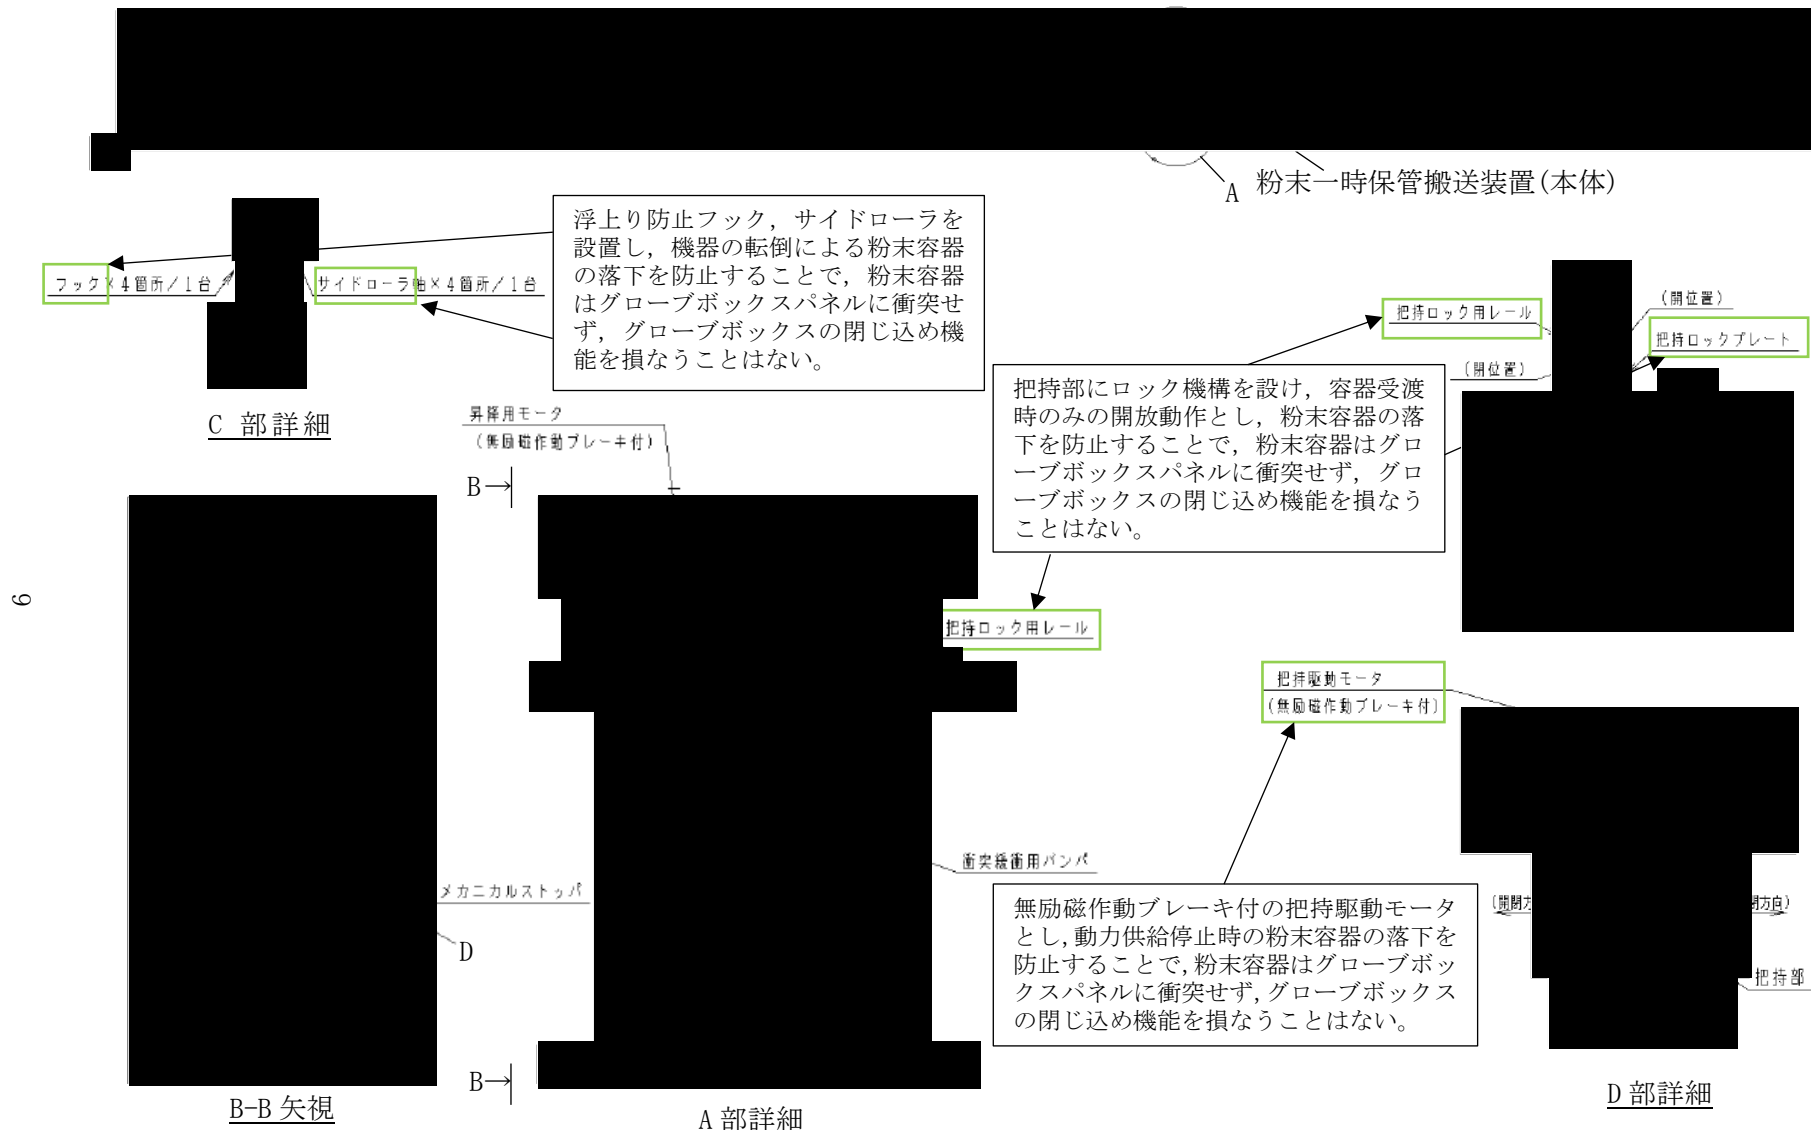 A
粉末一時保管搬送装置(本体)
浮上り防止フック，サイドローラを
設置し，機器の転倒による粉末容器
の落下を防止することで，粉末容器
はグローブボックスパネルに衝突せ
ず，グローブボックスの閉じ込め機
能を損なうことはない。
フック×4箇所／1台
サイドローラ軸×4箇所／1台
C 部詳細
把持ロック用レール
(開位置)
把持ロックプレート
(閉位置)
把持部にロック機構を設け，容器受渡
時のみの開放動作とし，粉末容器の落
下を防止することで，粉末容器はグロ
ーブボックスパネルに衝突せず，グロ
ーブボックスの閉じ込め機能を損なう
ことはない。
昇降用モータ
(無励磁作動ブレーキ付)
B→
把持ロック用レール
9
把持駆動モータ
(無励磁作動ブレーキ付)
衝突緩衝用バンパ
メカニカルストッパ
D
無励磁作動ブレーキ付の把持駆動モータ
とし，動力供給停止時の粉末容器の落下を
防止することで，粉末容器はグローブボッ
クスパネルに衝突せず，グローブボックス
の閉じ込め機能を損なうことはない。
(開閉方
閉方向)
把持部
B→
B-B 矢視
A 部詳細
D 部詳細